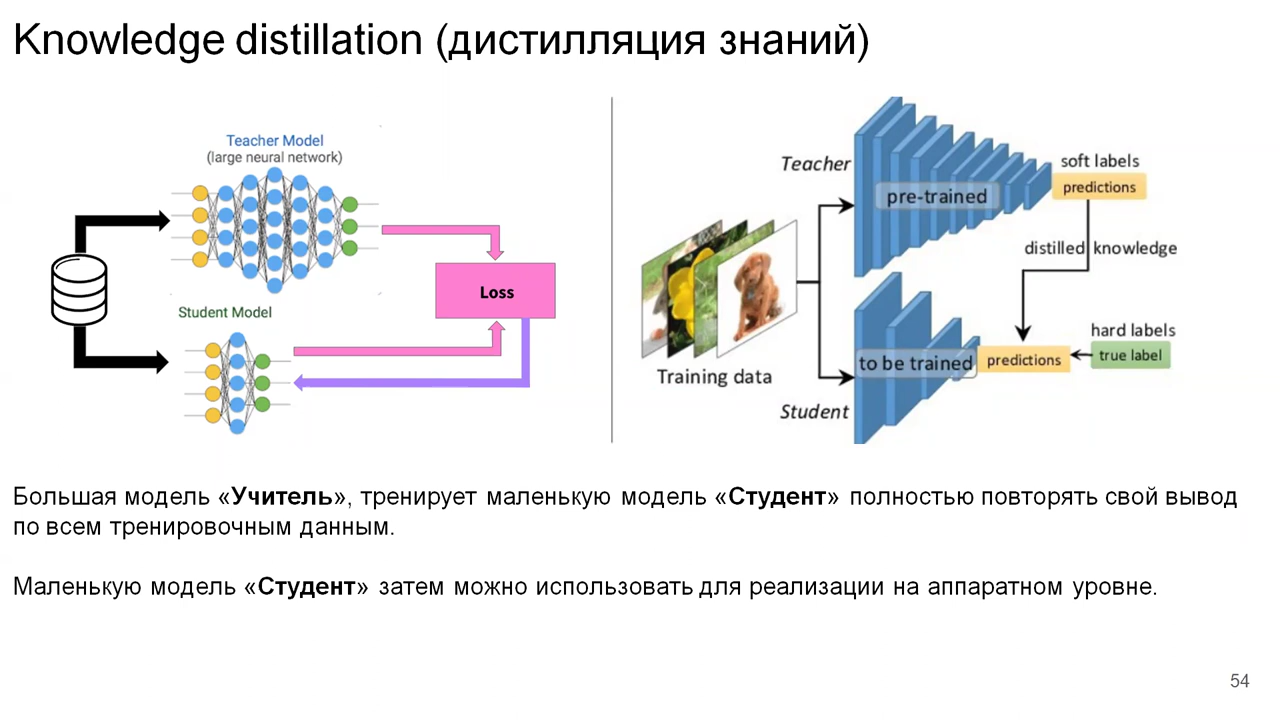 Knowledge distillation (дистилляция знаний)
Teacher Model
(large neural network)
Loss
Student Model
Teacher
pre-trained
soft labels
predictions
distilled knowledge
Training data
to be trained
predictions
hard labels
true label
Student
Большая модель «Учитель», тренирует маленькую модель «Студент» полностью повторять свой вывод
по всем тренировочным данным.
Маленькую модель «Студент» затем можно использовать для реализации на аппаратном уровне.
54